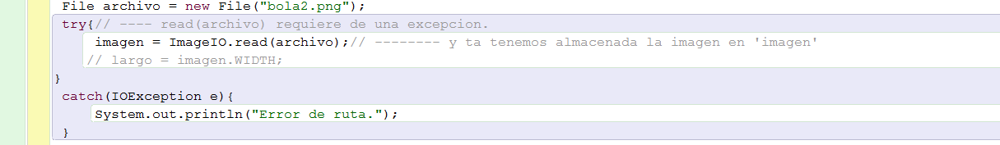 File archivo = new File("bola2.png");
try{// ---- read(archivo) requiere de una excepcion.
imagen = ImageIO.read(archivo);// -------- y ta tenemos almacenada la imagen en 'imagen'
// largo = imagen.WIDTH;
}
catch(IOException e){
System.out.println("Error de ruta.");
}